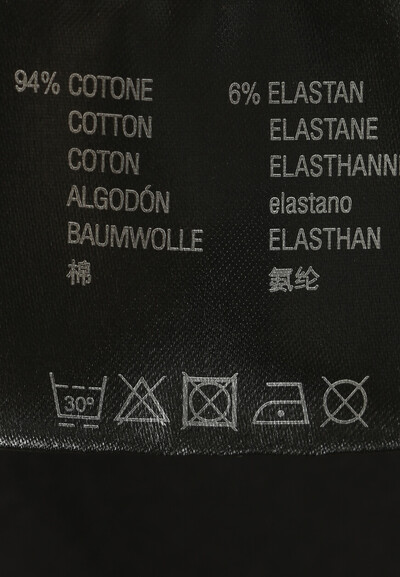 94% COTONE
COTTON
COTON
ALGODÓN
BAUMWOLLE
棉
6% ELASTAN
ELASTANE
ELASTHANN
elastano
ELASTHAN
氨纶
30°